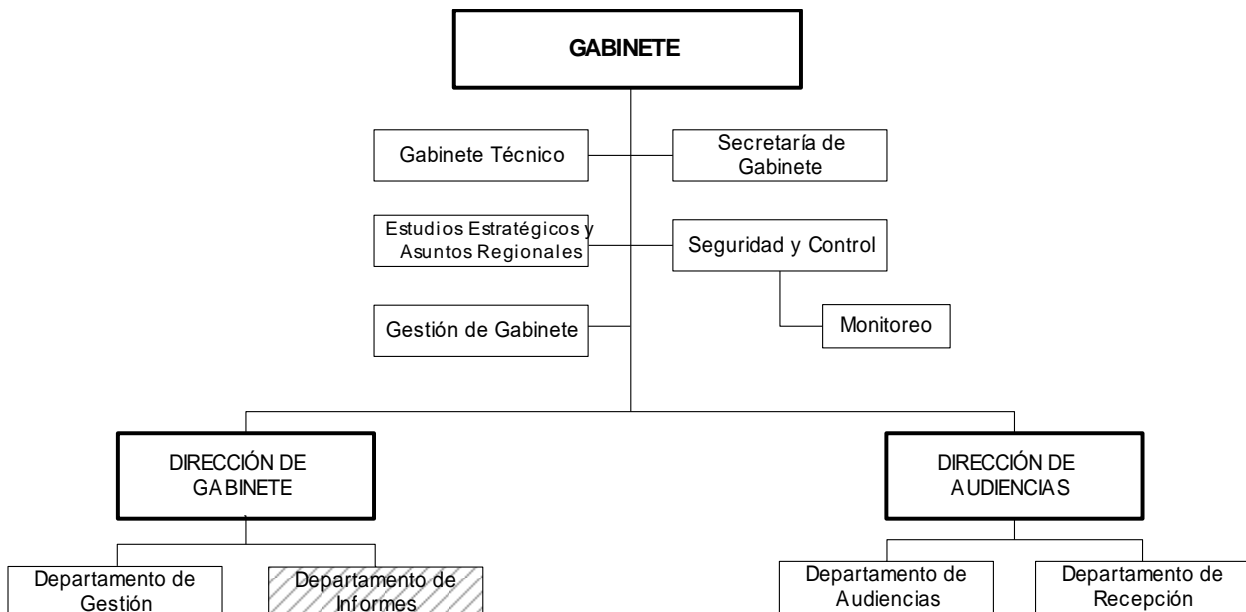 GABINETE
Gabinete Técnico
Secretaría de
Gabinete
Estudios Estratégicos y
Asuntos Regionales
Seguridad y Control
Gestión de Gabinete
Monitoreo
DIRECCIÓN DE
GABINETE
DIRECCIÓN DE
AUDIENCIAS
Departamento de
Gestión
Departamento de
Informes
Departamento de
Audiencias
Departamento de
Recepción